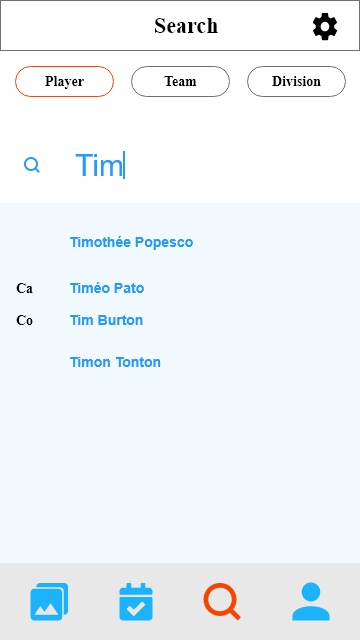 Search
Player Team Division
Tim
Timothée Popesco
Ca Timéo Pato
Co Tim Burton
Timon Tonton